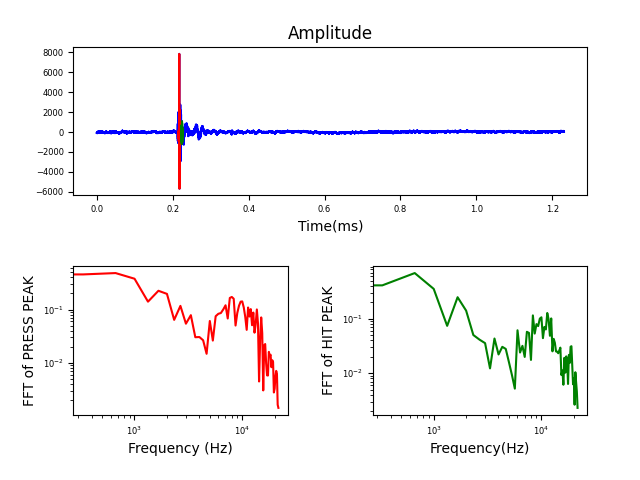 Amplitude
8000
6000
4000
2000
0
−2000
−4000
−6000
0.0 0.2 0.4 0.6 0.8 1.0 1.2
Time(ms)
FFT of PRESS PEAK
10⁻¹
10⁻²
10³ 10⁴
Frequency (Hz)
FFT of HIT PEAK
10⁻¹
10⁻²
10³ 10⁴
Frequency(Hz)